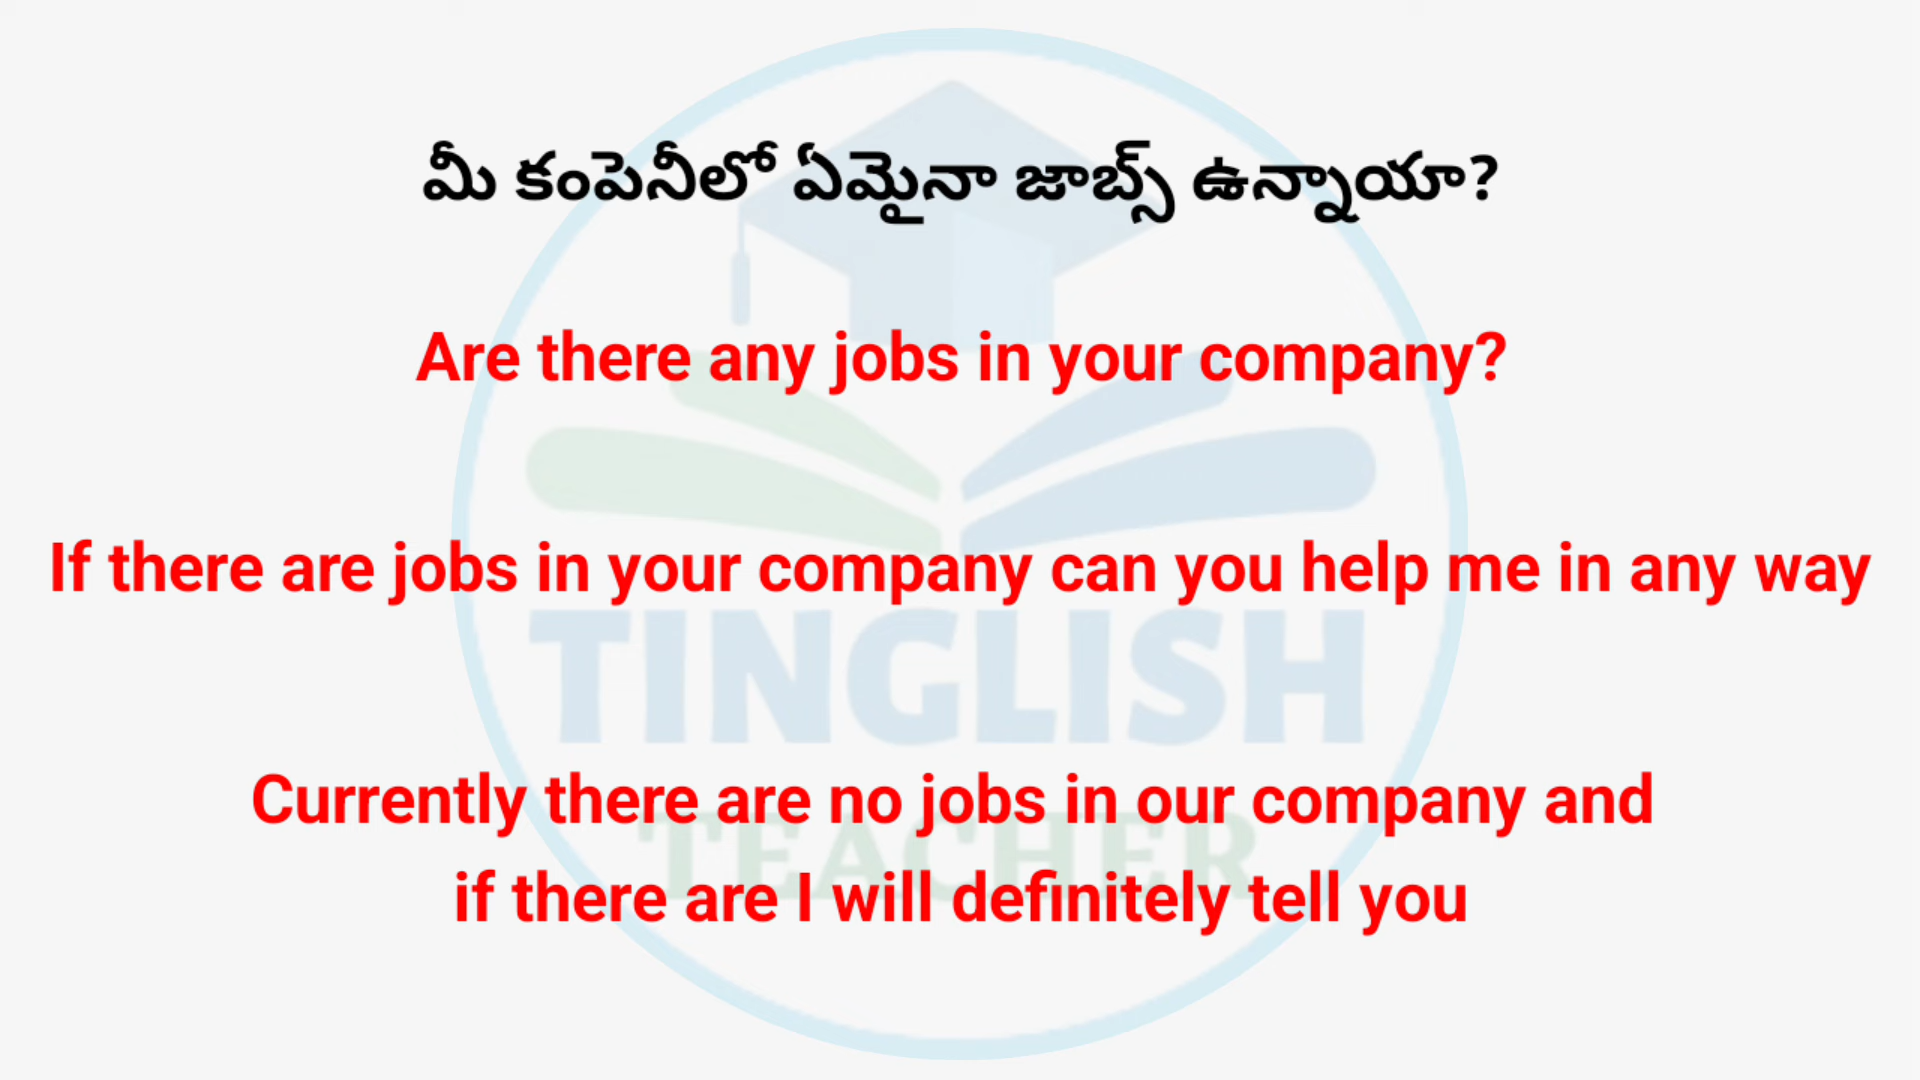 మీ కంపెనీలో ఏమైనా జాబ్స్ ఉన్నాయా?
Are there any jobs in your company?
If there are jobs in your company can you help me in any way
TINGLISH
Currently there are no jobs in our company and
TEACHER
if there are I will definitely tell you